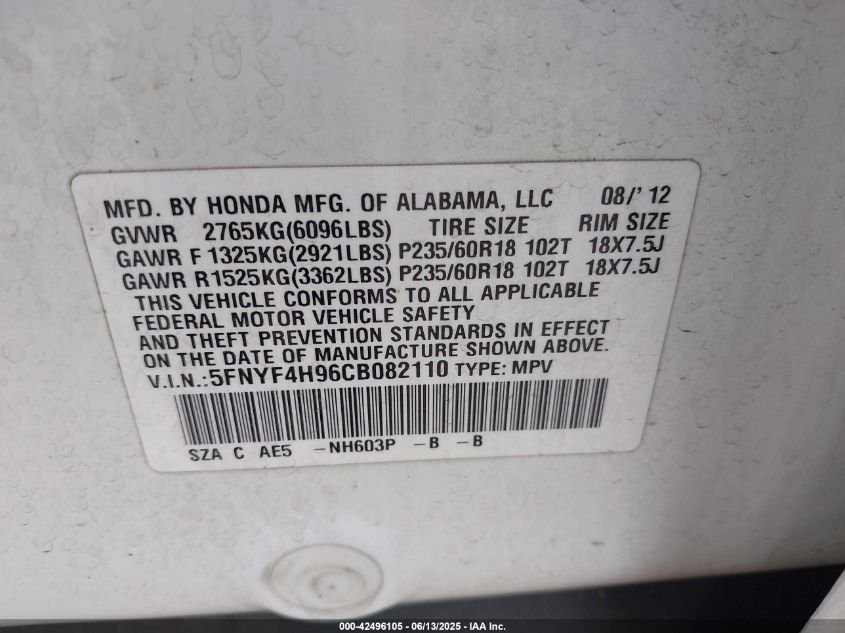 MFD. BY HONDA MFG. OF ALABAMA, LLC 08/'12
GVWR 2765KG(6096LBS) TIRE SIZE RIM SIZE
GAWR F 1325KG(2921LBS) P235/60R18 102T 18X7.5J
GAWR R1525KG(3362LBS) P235/60R18 102T 18X7.5J
THIS VEHICLE CONFORMS TO ALL APPLICABLE
FEDERAL MOTOR VEHICLE SAFETY
AND THEFT PREVENTION STANDARDS IN EFFECT
ON THE DATE OF MANUFACTURE SHOWN ABOVE.
V.I.N.:5FNYF4H96CB082110 TYPE: MPV
SZA C AE5 -NH603P -B -B
000-42496105 - 06/13/2025 - IAA Inc.